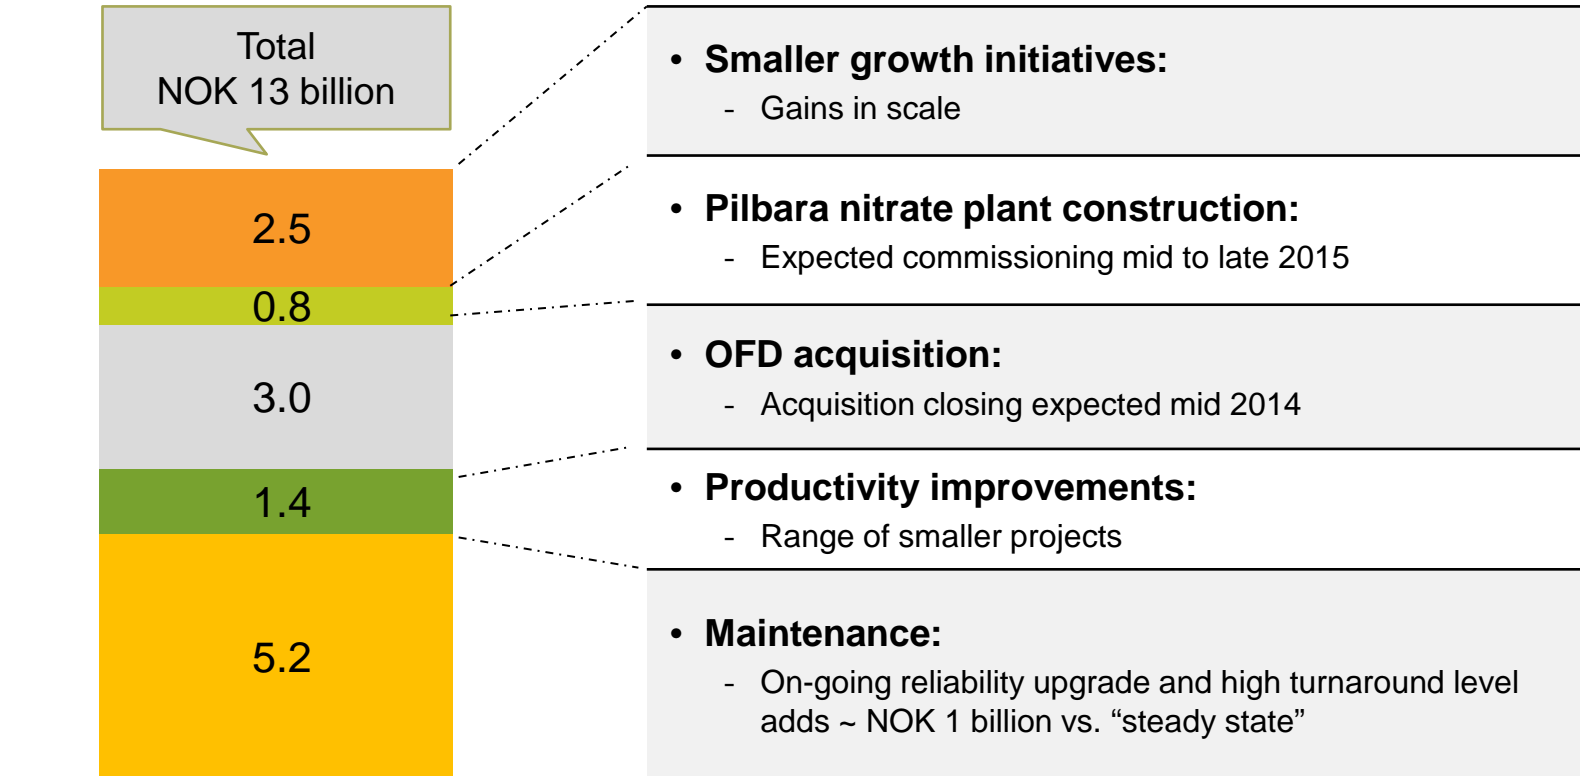 Total
NOK 13 billion
2.5
0.8
3.0
1.4
5.2
• Smaller growth initiatives:
- Gains in scale
• Pilbara nitrate plant construction:
- Expected commissioning mid to late 2015
• OFD acquisition:
- Acquisition closing expected mid 2014
• Productivity improvements:
- Range of smaller projects
• Maintenance:
- On-going reliability upgrade and high turnaround level
adds ~ NOK 1 billion vs. “steady state”